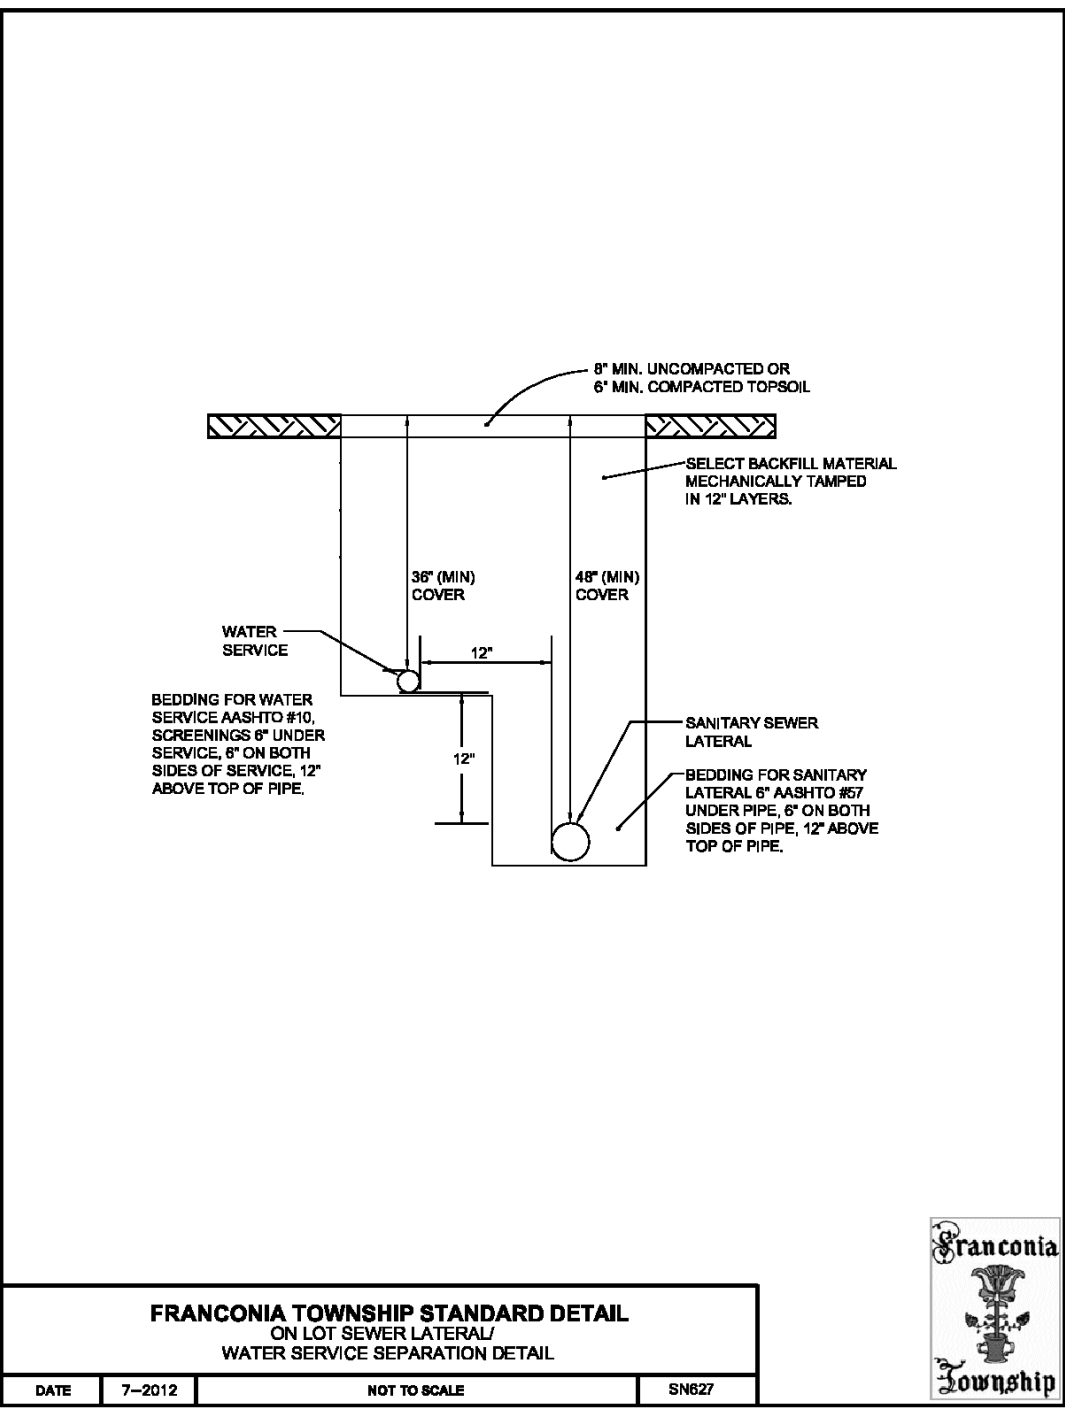 8" MIN. UNCOMPACTED OR
6" MIN. COMPACTED TOPSOIL
SELECT BACKFILL MATERIAL
MECHANICALLY TAMPED
IN 12" LAYERS.
36" (MIN)
COVER
48" (MIN)
COVER
WATER
SERVICE
12"
BEDDING FOR WATER
SERVICE AASHTO #10,
SCREENINGS 6" UNDER
SERVICE, 6" ON BOTH
SIDES OF SERVICE, 12"
ABOVE TOP OF PIPE.
12"
SANITARY SEWER
LATERAL
BEDDING FOR SANITARY
LATERAL 6" AASHTO #57
UNDER PIPE, 6" ON BOTH
SIDES OF PIPE, 12" ABOVE
TOP OF PIPE.
Franconia
Township
FRANCONIA TOWNSHIP STANDARD DETAIL
ON LOT SEWER LATERAL/
WATER SERVICE SEPARATION DETAIL
DATE
7-2012
NOT TO SCALE
SN627